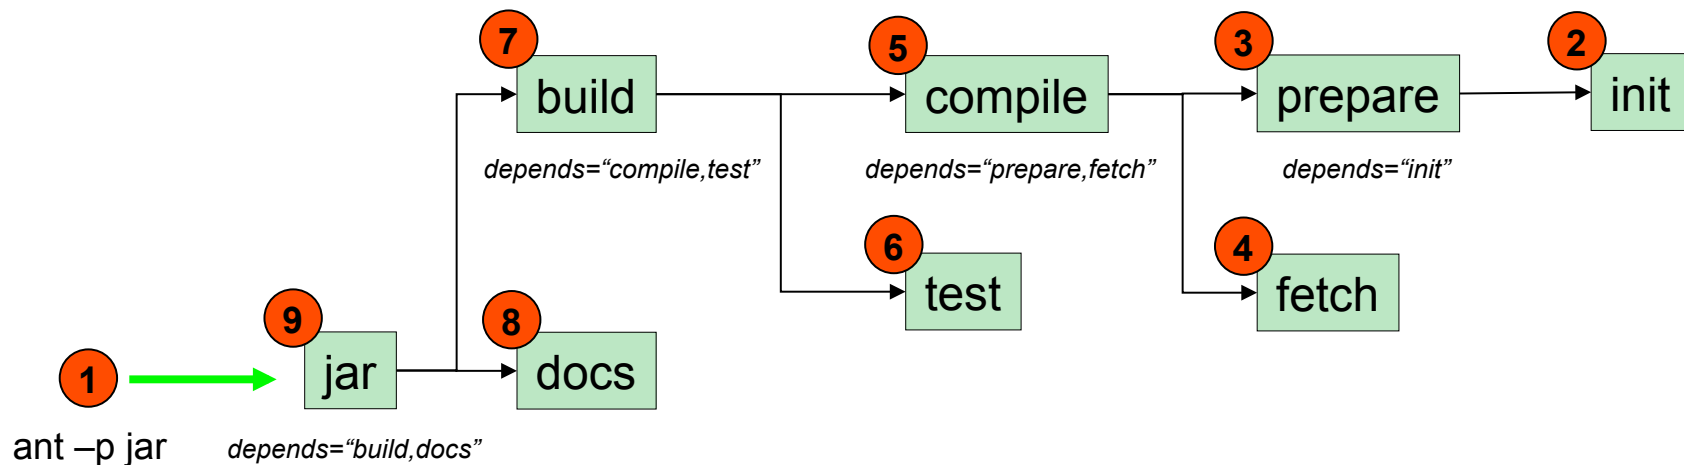 7
build
depends=“compile,test”
5
compile
depends=“prepare,fetch”
3
prepare
depends=“init”
2
init
6
test
4
fetch
9
jar
depends=“build,docs”
8
docs
1
ant –p jar